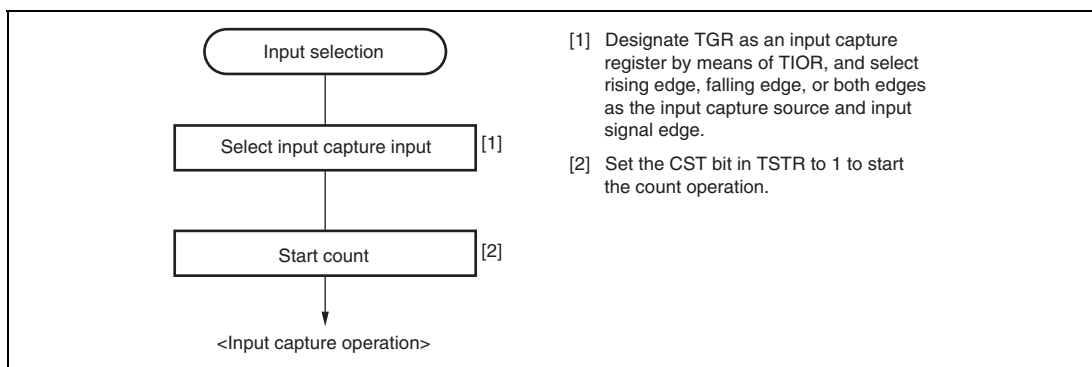 Input selection
Select input capture input
[1]
Start count
[2]
<Input capture operation>
[1] Designate TGR as an input capture
register by means of TIOR, and select
rising edge, falling edge, or both edges
as the input capture source and input
signal edge.
[2] Set the CST bit in TSTR to 1 to start
the count operation.